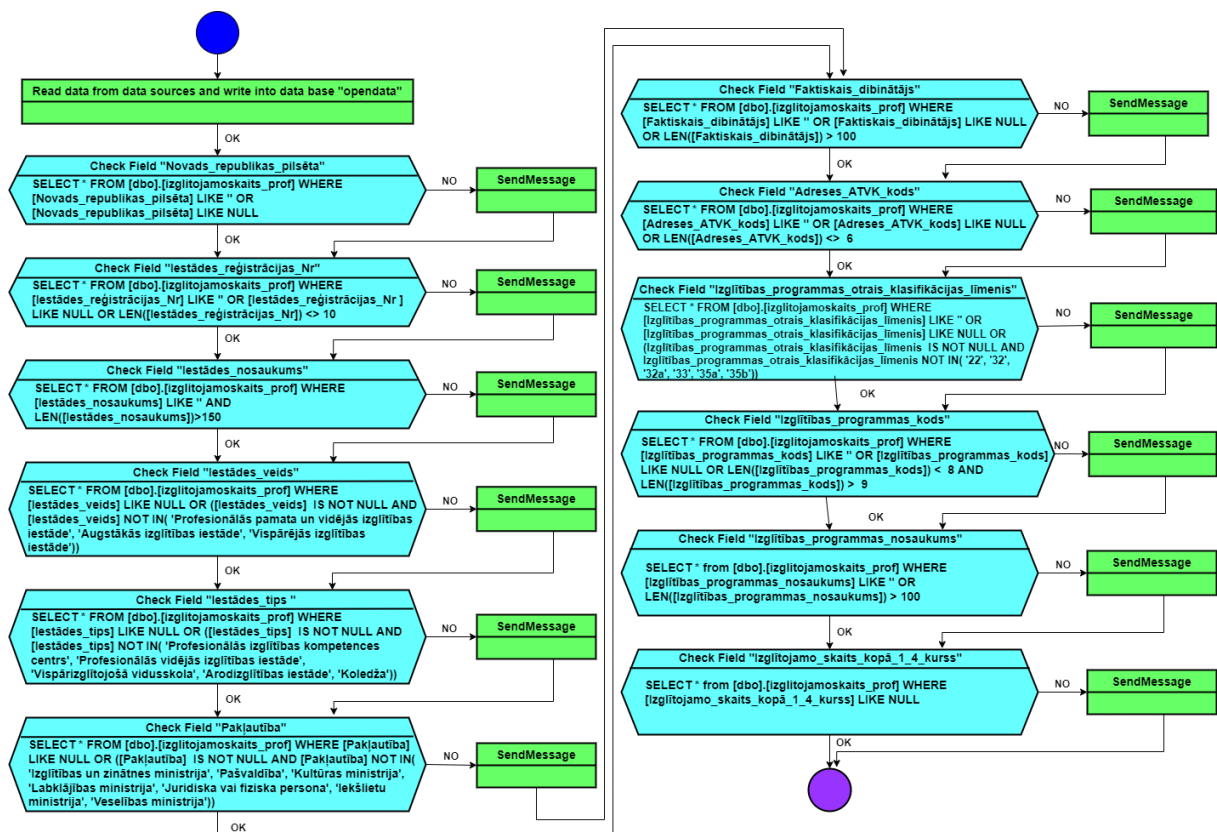 Read data from data sources and write into data base "opendata"
OK
Check Field "Novads_republikas_pilsēta"
SELECT * FROM [dbo].[izglitojamoskaits_prof] WHERE
[Novads_republikas_pilsēta] LIKE '' OR
[Novads_republikas_pilsēta] LIKE NULL
NO
SendMessage
OK
Check Field "Iestādes_reģistrācijas_Nr"
SELECT * FROM [dbo].[izglitojamoskaits_prof] WHERE
[Iestādes_reģistrācijas_Nr] LIKE '' OR [Iestādes_reģistrācijas_Nr ]
LIKE NULL OR LEN([Iestādes_reģistrācijas_Nr]) <> 10
NO
SendMessage
OK
Check Field "Iestādes_nosaukums"
SELECT * FROM [dbo].[izglitojamoskaits_prof] WHERE
[Iestādes_nosaukums] LIKE '' AND
LEN([Iestādes_nosaukums])>150
NO
SendMessage
OK
Check Field "Iestādes_veids"
SELECT * FROM [dbo].[izglitojamoskaits_prof] WHERE
[Iestādes_veids] LIKE NULL OR ([Iestādes_veids] IS NOT NULL AND
[Iestādes_veids] NOT IN( 'Profesionālās pamata un vidējās izglītības
iestāde', 'Augstākās izglītības iestāde', 'Vispārējās izglītības
iestāde'))
NO
SendMessage
OK
Check Field "Iestādes_tips "
SELECT * FROM [dbo].[izglitojamoskaits_prof] WHERE
[Iestādes_tips] LIKE NULL OR ([Iestādes_tips] IS NOT NULL AND
[Iestādes_tips] NOT IN( 'Profesionālās izglītības kompetences
centrs', 'Profesionālās vidējās izglītības iestāde',
'Vispārizglītojošā vidusskola', 'Arodizglītības iestāde', 'Koledža'))
NO
SendMessage
OK
Check Field "Pakļautība"
SELECT * FROM [dbo].[izglitojamoskaits_prof] WHERE [Pakļautība]
LIKE NULL OR ([Pakļautība] IS NOT NULL AND [Pakļautība] NOT IN(
'Izglītības un zinātnes ministrija', 'Pašvaldība', 'Kultūras ministrija',
'Labklājības ministrija', 'Juridiska vai fiziska persona', 'Iekšlietu
ministrija', 'Veselības ministrija'))
NO
SendMessage
OK
Check Field "Faktiskais_dibinātājs"
SELECT * FROM [dbo].[izglitojamoskaits_prof] WHERE
[Faktiskais_dibinātājs] LIKE '' OR [Faktiskais_dibinātājs] LIKE NULL
OR LEN([Faktiskais_dibinātājs]) > 100
NO
SendMessage
OK
Check Field "Adreses_ATVK_kods"
SELECT * FROM [dbo].[izglitojamoskaits_prof] WHERE
[Adreses_ATVK_kods] LIKE '' OR [Adreses_ATVK_kods] LIKE NULL
OR LEN([Adreses_ATVK_kods]) <> 6
NO
SendMessage
OK
Check Field "Izglītības_programmas_otrais_klasifikācijas_līmenis"
SELECT * FROM [dbo].[izglitojamoskaits_prof] WHERE
[Izglītības_programmas_otrais_klasifikācijas_līmenis] LIKE '' OR
[Izglītības_programmas_otrais_klasifikācijas_līmenis] LIKE NULL OR
(Izglītības_programmas_otrais_klasifikācijas_līmenis IS NOT NULL AND
Izglītības_programmas_otrais_klasifikācijas_līmenis NOT IN( '22', '32',
'32a', '33', '35a', '35b'))
NO
SendMessage
OK
Check Field "Izglītības_programmas_kods"
SELECT * FROM [dbo].[izglitojamoskaits_prof] WHERE
[Izglītības_programmas_kods] LIKE '' OR [Izglītības_programmas_kods]
LIKE NULL OR LEN([Izglītības_programmas_kods]) < 8 AND
LEN([Izglītības_programmas_kods]) > 9
NO
SendMessage
OK
Check Field "Izglītības_programmas_nosaukums"
SELECT * from [dbo].[izglitojamoskaits_prof] WHERE
[Izglītības_programmas_nosaukums] LIKE '' OR
LEN([Izglītības_programmas_nosaukums]) > 100
NO
SendMessage
OK
Check Field "Izglītojamo_skaits_kopā_1_4_kurss"
SELECT * from [dbo].[izglitojamoskaits_prof] WHERE
[Izglītojamo_skaits_kopā_1_4_kurss] LIKE NULL
NO
SendMessage
OK